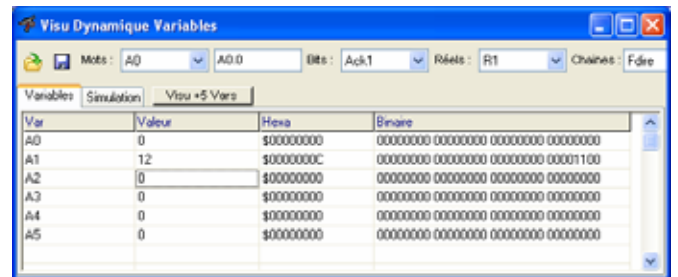 Visu Dynamique Variables
Mots : A0 A0.0 Bits : Ack1 Réels : R1 Chaines : Fdire
Variables Simulation Visu +5 Vars
Var Valeur Hexa Binaire
A0 0 $00000000 00000000 00000000 00000000 00000000
A1 12 $0000000C 00000000 00000000 00000000 00001100
A2 0 $00000000 00000000 00000000 00000000 00000000
A3 0 $00000000 00000000 00000000 00000000 00000000
A4 0 $00000000 00000000 00000000 00000000 00000000
A5 0 $00000000 00000000 00000000 00000000 00000000